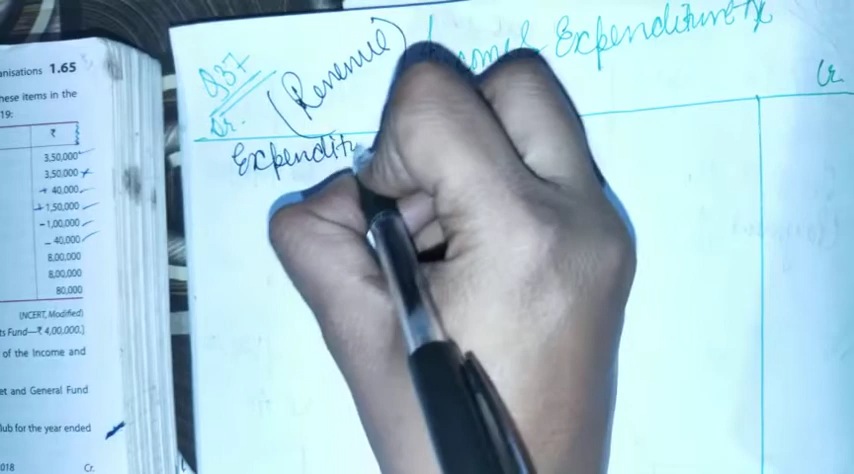 anisations 1.65
hese items in the
19:
₹
3,50,000
3,50,000
+ 40,000
+1,50,000
-1,00,000
- 40,000
8,00,000
8,00,000
80,000
(NCERT, Modified)
ts Fund—₹ 4,00,000.]
of the Income and
et and General Fund
lub for the year ended
018 Cr.
Q37
(Revenue) Income & Expenditure A/c
Dr. Cr.
Expenditu